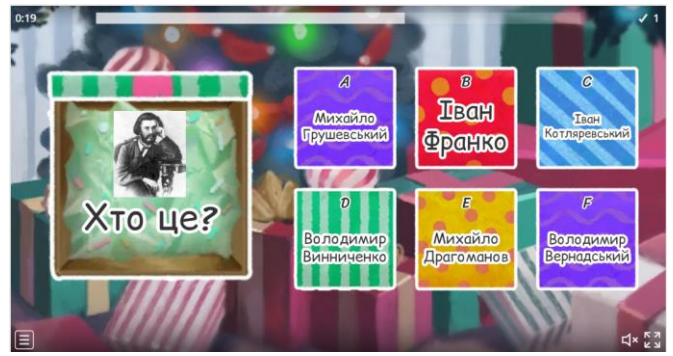 0:19
✓ 1
Хто це?
A
Михайло
Грушевський
B
Іван
Франко
C
Іван
Котляревський
D
Володимир
Винниченко
E
Михайло
Драгоманов
F
Володимир
Вернадський